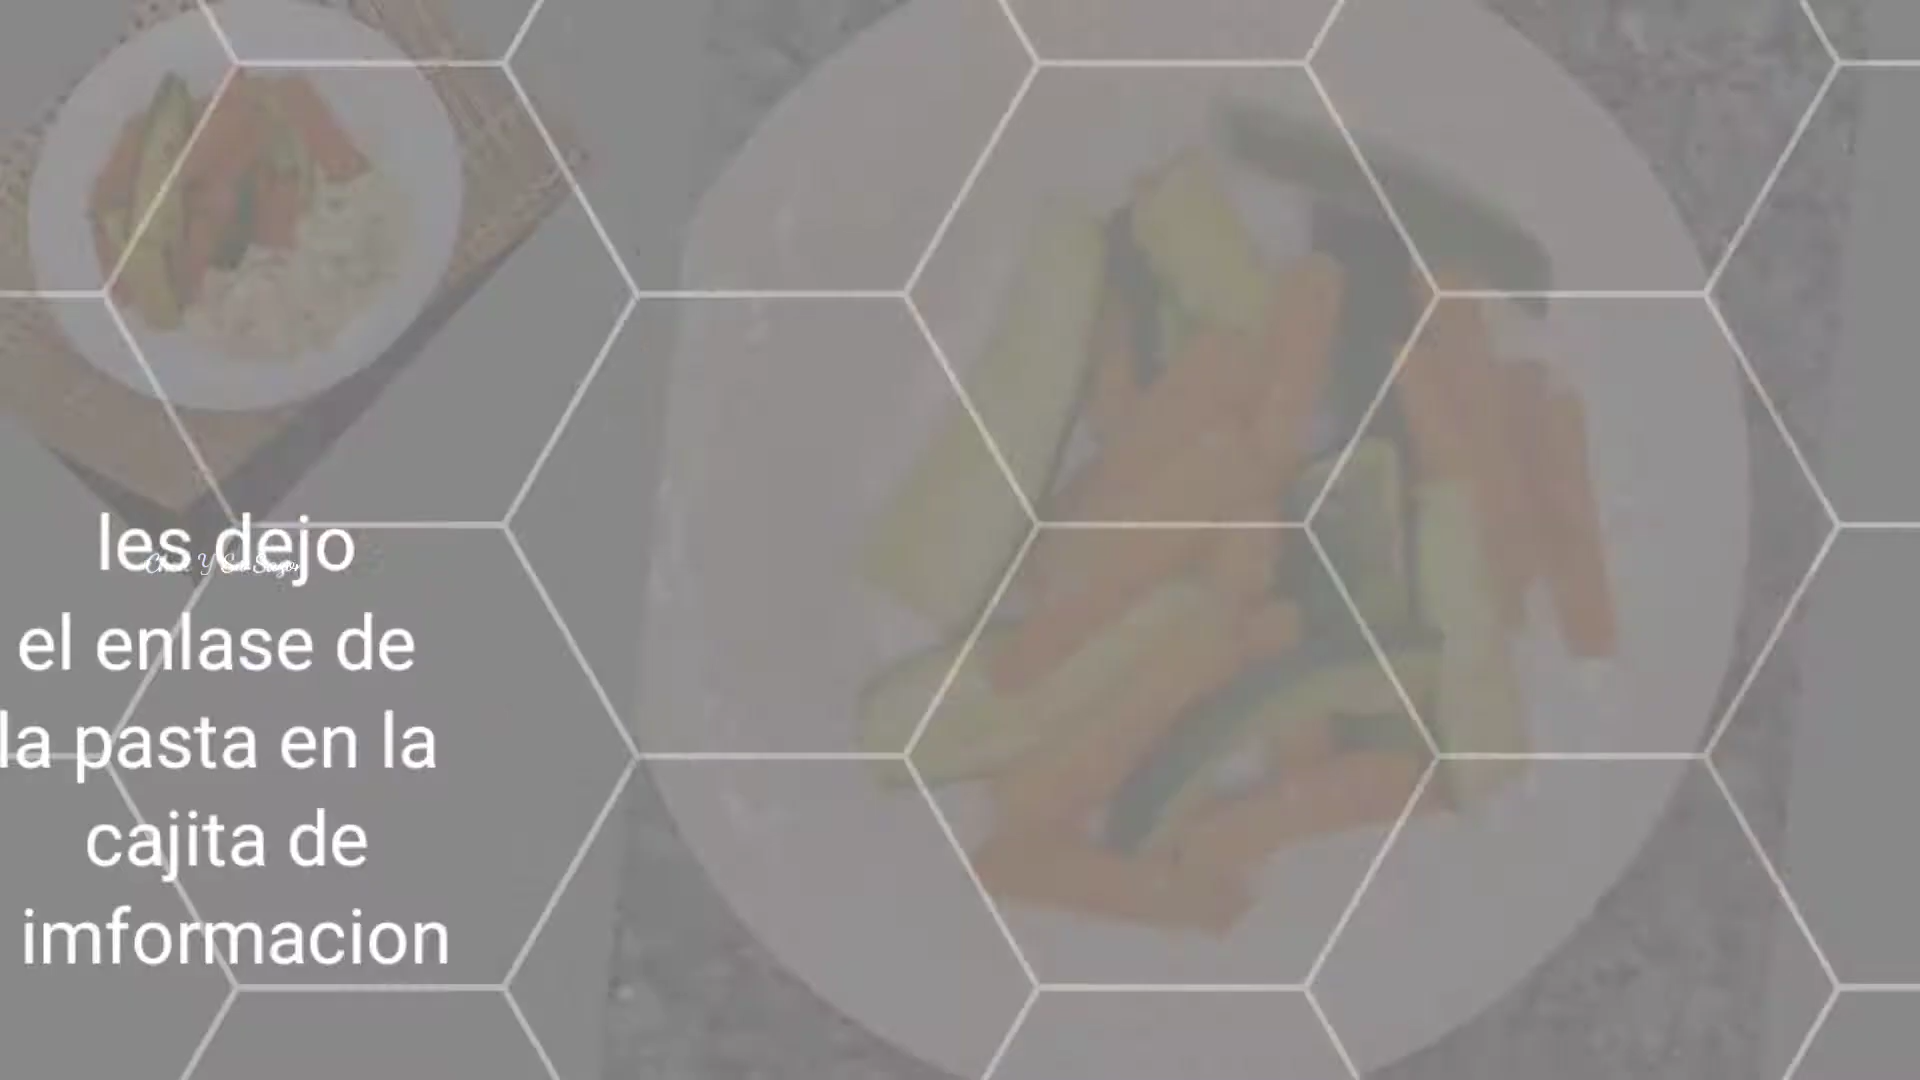 les dejo
el enlase de
la pasta en la
cajita de
imformacion